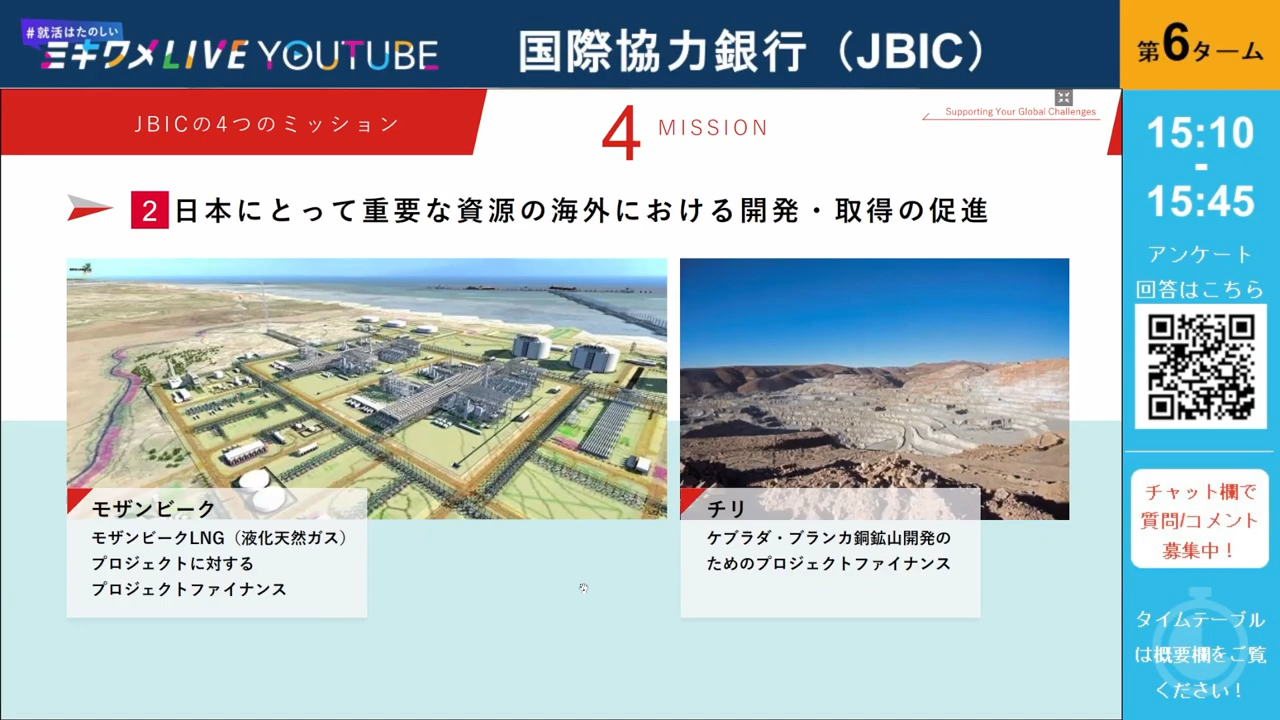 #就活はたのしい
ミキワメLIVE YOUTUBE
国際協力銀行（JBIC）
第6ターム
JBICの4つのミッション
4 MISSION
Supporting Your Global Challenges
2 日本にとって重要な資源の海外における開発・取得の促進
モザンビーク
モザンビークLNG（液化天然ガス）
プロジェクトに対する
プロジェクトファイナンス
チリ
ケブラダ・ブランカ銅鉱山開発の
ためのプロジェクトファイナンス
15:10
-
15:45
アンケート
回答はこちら
チャット欄で
質問/コメント
募集中！
タイムテーブル
は概要欄をご覧
ください！